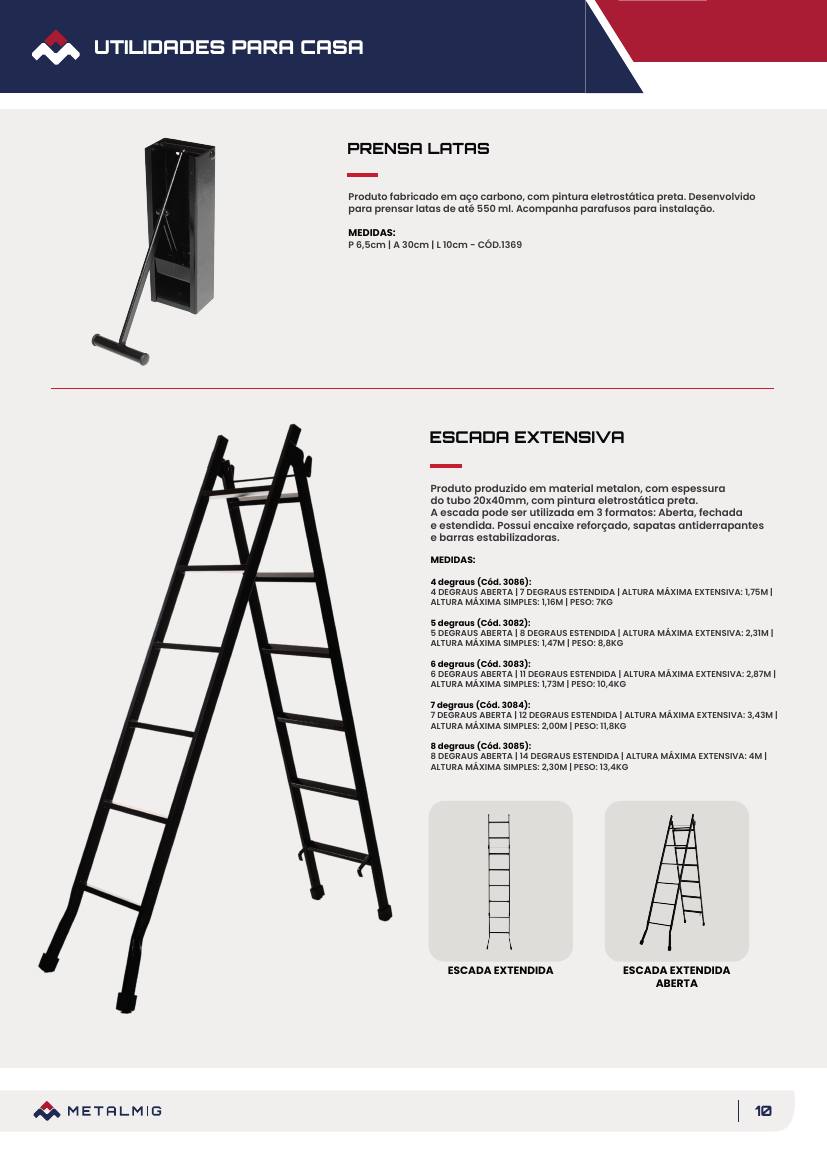 UTILIDADES PARA CASA
PRENSA LATAS
Produto fabricado em aço carbono, com pintura eletrostática preta. Desenvolvido
para prensar latas de até 550 ml. Acompanha parafusos para instalação.
MEDIDAS:
P 6,5cm | A 30cm | L 10cm - CÓD.1369
ESCADA EXTENSIVA
Produto produzido em material metalon, com espessura
do tubo 20x40mm, com pintura eletrostática preta.
A escada pode ser utilizada em 3 formatos: Aberta, fechada
e estendida. Possui encaixe reforçado, sapatas antiderrapantes
e barras estabilizadoras.
MEDIDAS:
4 degraus (Cód. 3086):
4 DEGRAUS ABERTA | 7 DEGRAUS ESTENDIDA | ALTURA MÁXIMA EXTENSIVA: 1,75M |
ALTURA MÁXIMA SIMPLES: 1,16M | PESO: 7KG
5 degraus (Cód. 3082):
5 DEGRAUS ABERTA | 8 DEGRAUS ESTENDIDA | ALTURA MÁXIMA EXTENSIVA: 2,31M |
ALTURA MÁXIMA SIMPLES: 1,47M | PESO: 8,8KG
6 degraus (Cód. 3083):
6 DEGRAUS ABERTA | 11 DEGRAUS ESTENDIDA | ALTURA MÁXIMA EXTENSIVA: 2,87M |
ALTURA MÁXIMA SIMPLES: 1,73M | PESO: 10,4KG
7 degraus (Cód. 3084):
7 DEGRAUS ABERTA | 12 DEGRAUS ESTENDIDA | ALTURA MÁXIMA EXTENSIVA: 3,43M |
ALTURA MÁXIMA SIMPLES: 2,00M | PESO: 11,8KG
8 degraus (Cód. 3085):
8 DEGRAUS ABERTA | 14 DEGRAUS ESTENDIDA | ALTURA MÁXIMA EXTENSIVA: 4M |
ALTURA MÁXIMA SIMPLES: 2,30M | PESO: 13,4KG
ESCADA EXTENDIDA
ESCADA EXTENDIDA
ABERTA
METALMIG
10